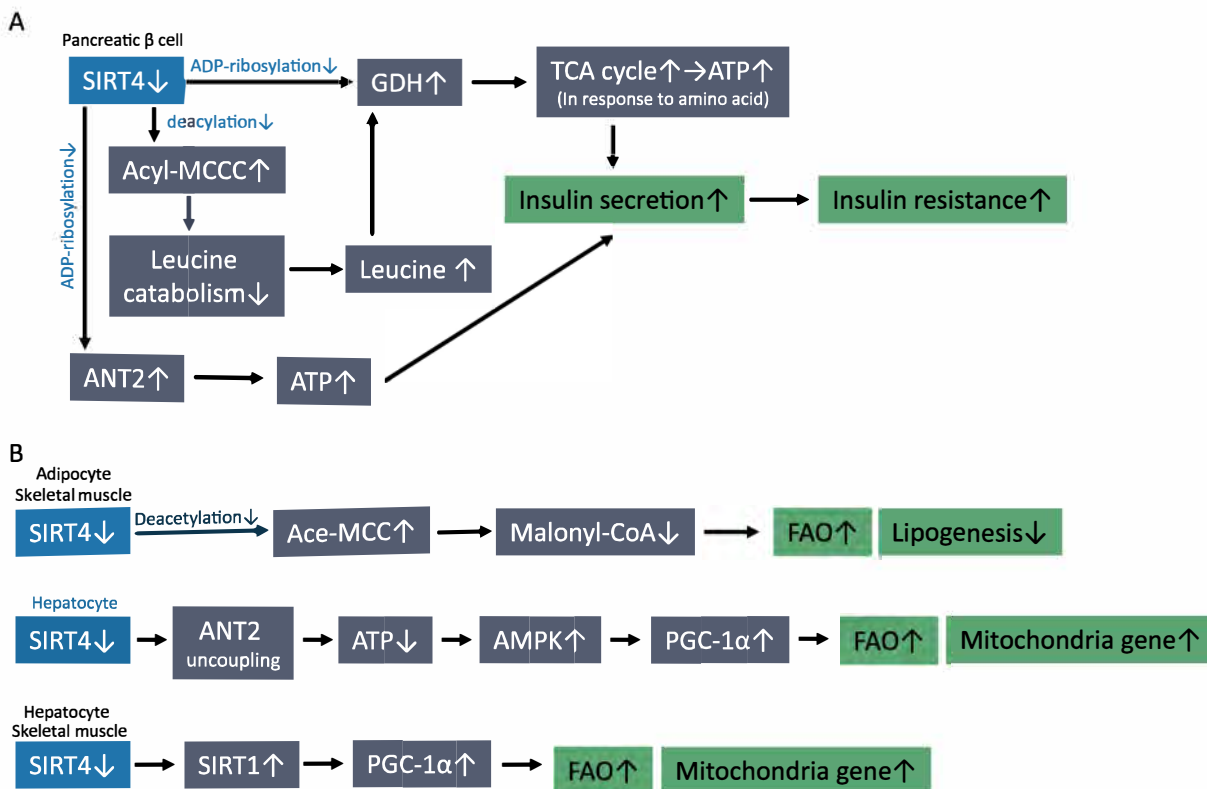 A
Pancreatic β cell
SIRT4↓
ADP-ribosylation↓
GDH↑
TCA cycle↑→ATP↑
(In response to amino acid)
deacylation↓
ADP-ribosylation↓
Acyl-MCCC↑
Insulin secretion↑
Insulin resistance↑
Leucine
catabolism↓
Leucine ↑
ANT2↑
ATP↑
B
Adipocyte
Skeletal muscle
SIRT4↓
Deacetylation↓
Ace-MCC↑
Malonyl-CoA↓
FAO↑
Lipogenesis↓
Hepatocyte
SIRT4↓
ANT2
uncoupling
ATP↓
AMPK↑
PGC-1α↑
FAO↑
Mitochondria gene↑
Hepatocyte
Skeletal muscle
SIRT4↓
SIRT1↑
PGC-1α↑
FAO↑
Mitochondria gene↑